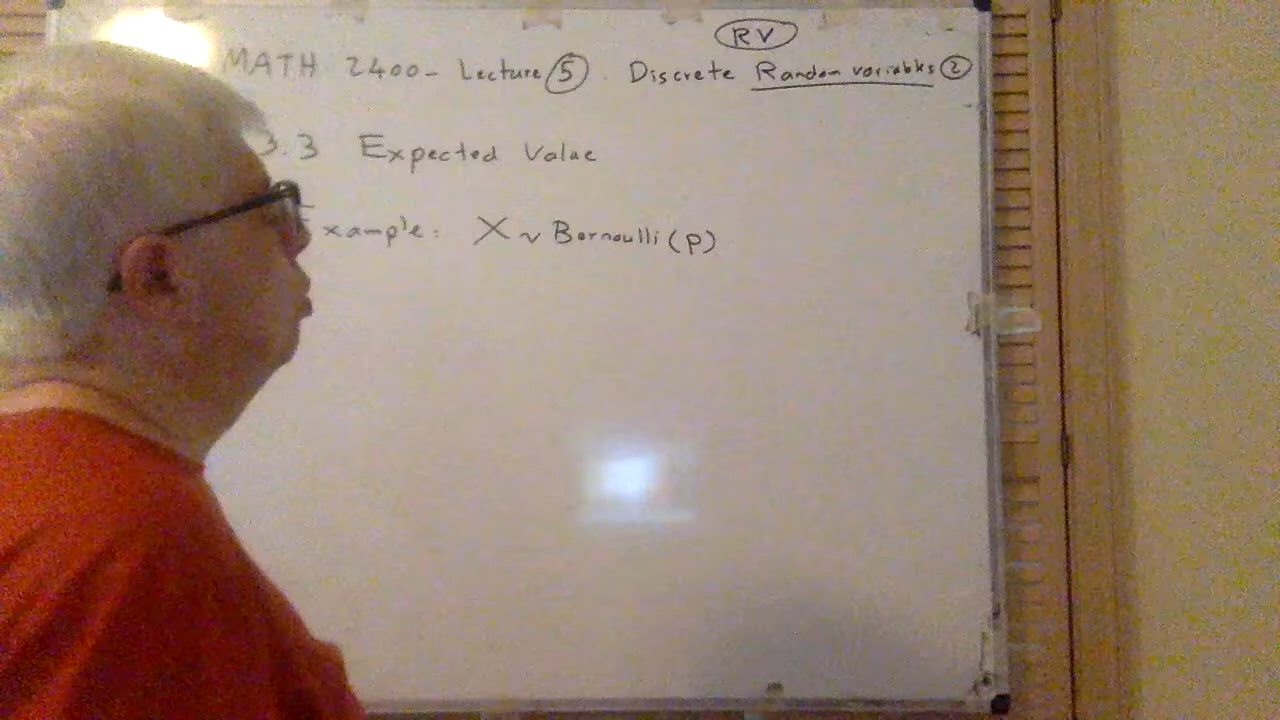 RV
MATH 2400- Lecture 5. Discrete Random variables 2
3.3 Expected Value
Example: X ~ Bernoulli (p)